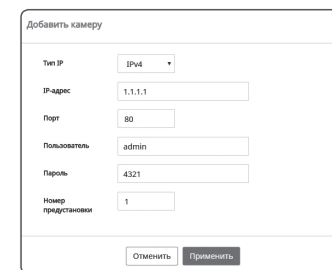 Добавить камеру
Тип IP IPv4
IP-адрес 1.1.1.1
Порт 80
Пользователь admin
Пароль 4321
Номер
предустановки 1
Отменить Применить